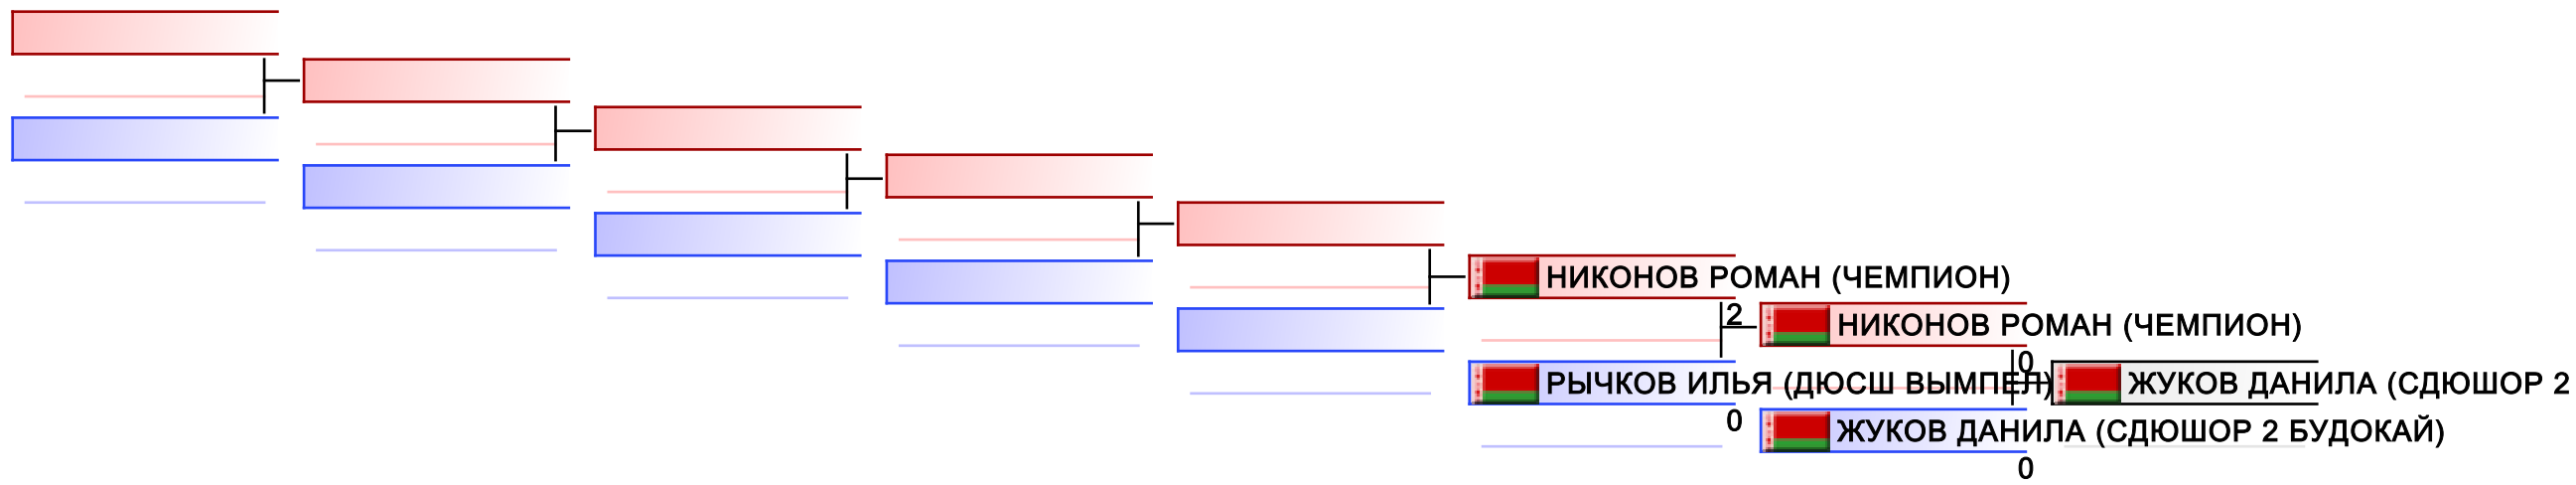 НИКОНОВ РОМАН (ЧЕМПИОН)
2
НИКОНОВ РОМАН (ЧЕМПИОН)
0
РЫЧКОВ ИЛЬЯ (ДЮСШ ВЫМПЕЛ)
ЖУКОВ ДАНИЛА (СДЮШОР 2
0
ЖУКОВ ДАНИЛА (СДЮШОР 2 БУДОКАЙ)
0